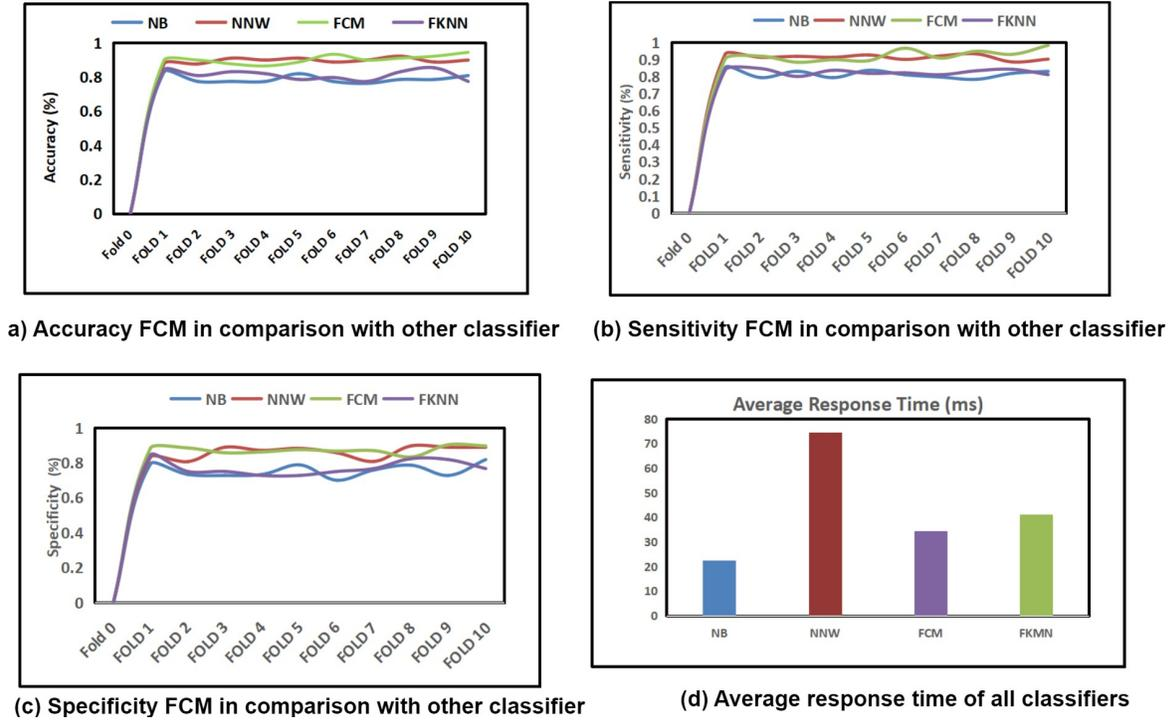 NB NNW FCM FKNN
1
0.8
0.6
0.4
0.2
0
Accuracy (%)
Fold 0 FOLD 1 FOLD 2 FOLD 3 FOLD 4 FOLD 5 FOLD 6 FOLD 7 FOLD 8 FOLD 9 FOLD 10
a) Accuracy FCM in comparison with other classifier
NB NNW FCM FKNN
1
0.9
0.8
0.7
0.6
0.5
0.4
0.3
0.2
0.1
0
Sensitivity (%)
Fold 0 FOLD 1 FOLD 2 FOLD 3 FOLD 4 FOLD 5 FOLD 6 FOLD 7 FOLD 8 FOLD 9 FOLD 10
(b) Sensitivity FCM in comparison with other classifier
NB NNW FCM FKNN
1
0.8
0.6
0.4
0.2
0
Specificity (%)
Fold 0 FOLD 1 FOLD 2 FOLD 3 FOLD 4 FOLD 5 FOLD 6 FOLD 7 FOLD 8 FOLD 9 FOLD 10
(c) Specificity FCM in comparison with other classifier
Average Response Time (ms)
80
70
60
50
40
30
20
10
0
NB NNW FCM FKMN
(d) Average response time of all classifiers